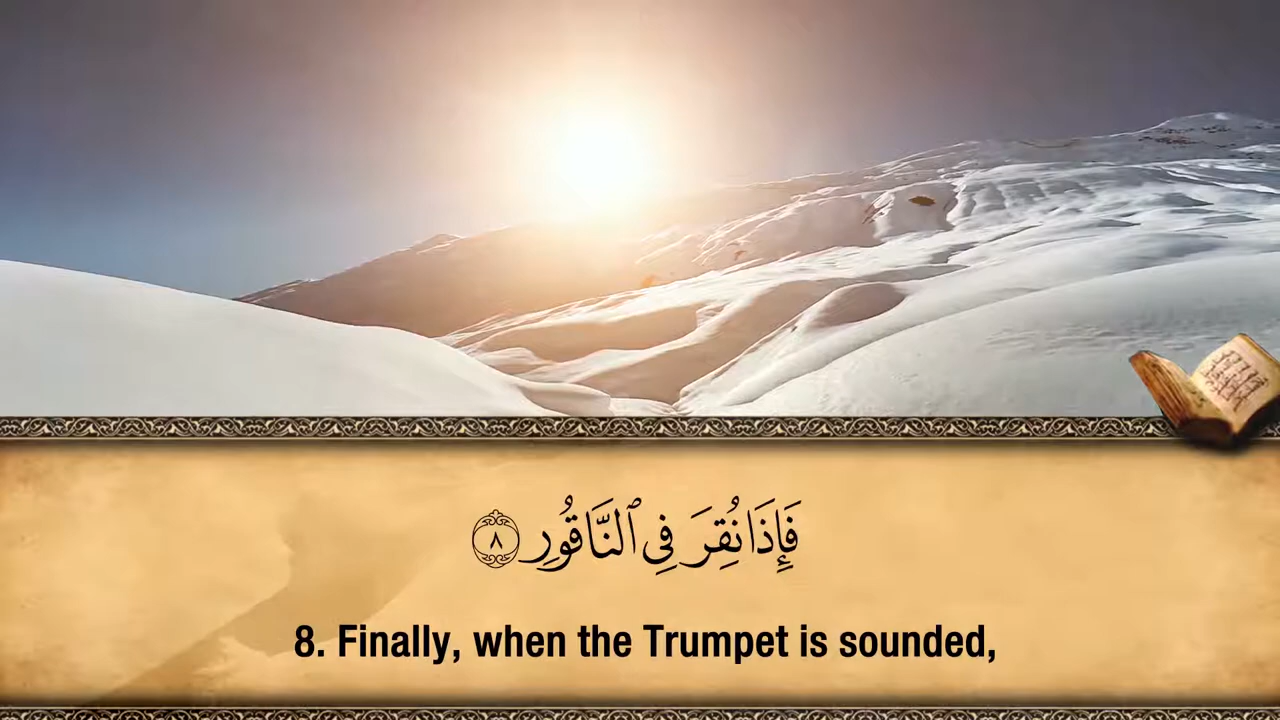 فَإِذَا نُقِرَ فِى ٱلنَّاقُورِ ٨
8. Finally, when the Trumpet is sounded,